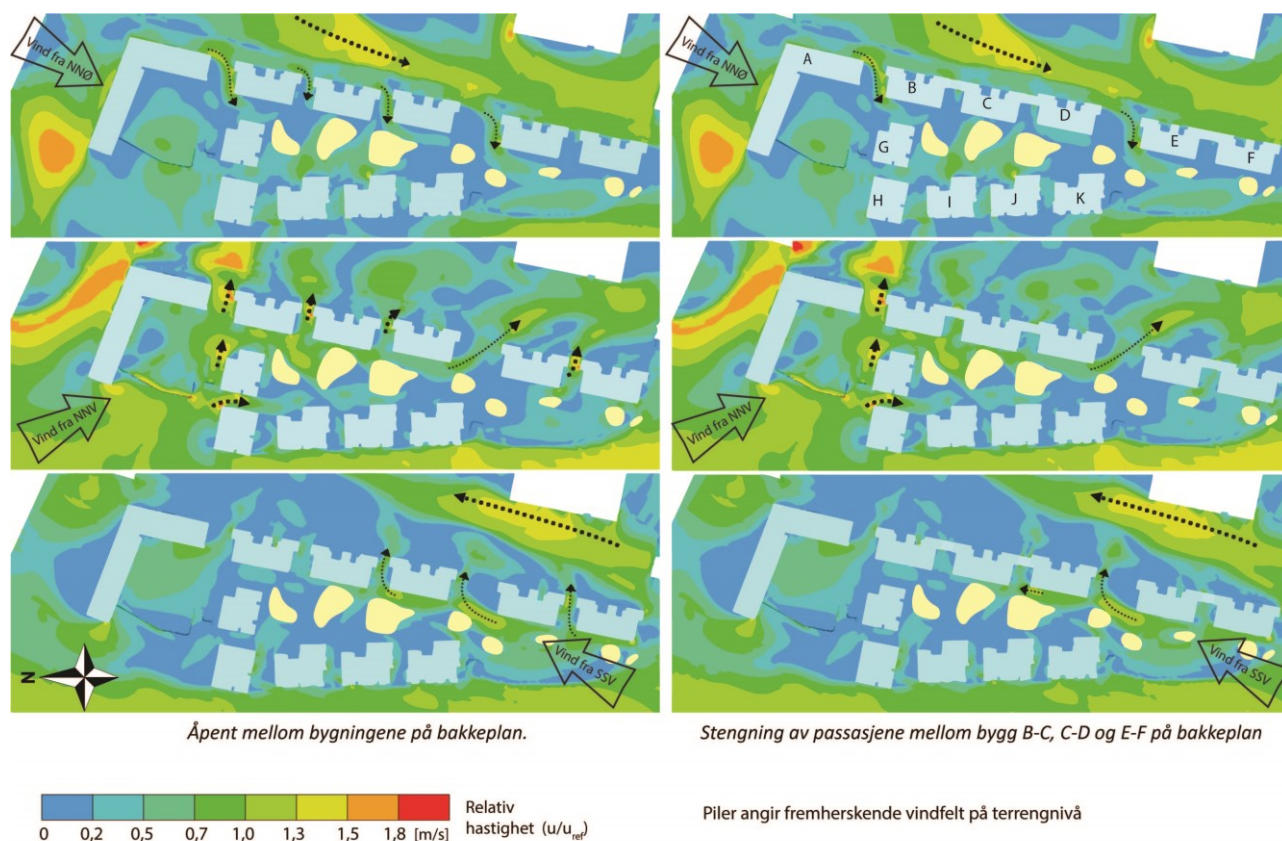 Vind fra NNØ
Vind fra NNØ
A
B
C
D
E
F
G
H
I
J
K
Vind fra NNV
Vind fra NNV
Vind fra SSV
Vind fra SSV
N
Åpent mellom bygningene på bakkeplan.
Stengning av passasjene mellom bygg B-C, C-D og E-F på bakkeplan
Relativ
hastighet (u/u_ref)
0 0,2 0,5 0,7 1,0 1,3 1,5 1,8 [m/s]
Piler angir fremherskende vindfelt på terrengnivå